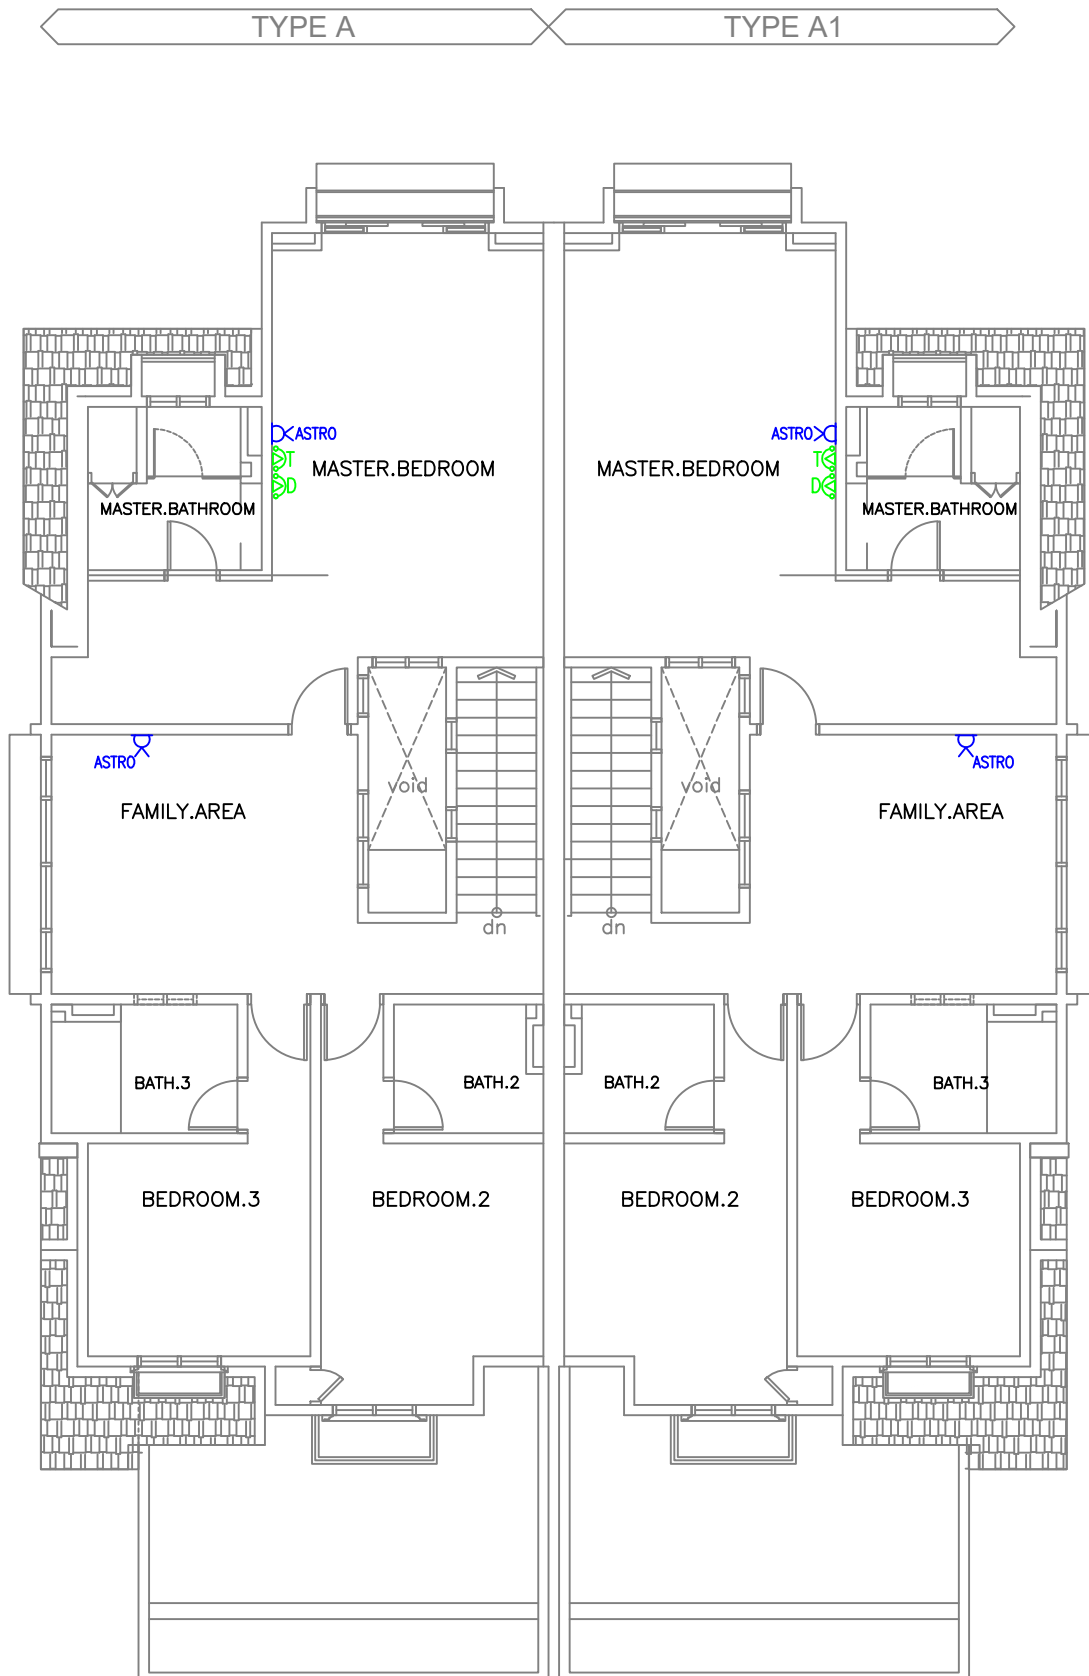 TYPE A
TYPE A1
ASTRO
ASTRO
T
T
MASTER.BEDROOM
MASTER.BEDROOM
D
D
MASTER.BATHROOM
MASTER.BATHROOM
ASTRO
ASTRO
void
void
FAMILY.AREA
FAMILY.AREA
dn
dn
BATH.3
BATH.2
BATH.2
BATH.3
BEDROOM.3
BEDROOM.2
BEDROOM.2
BEDROOM.3